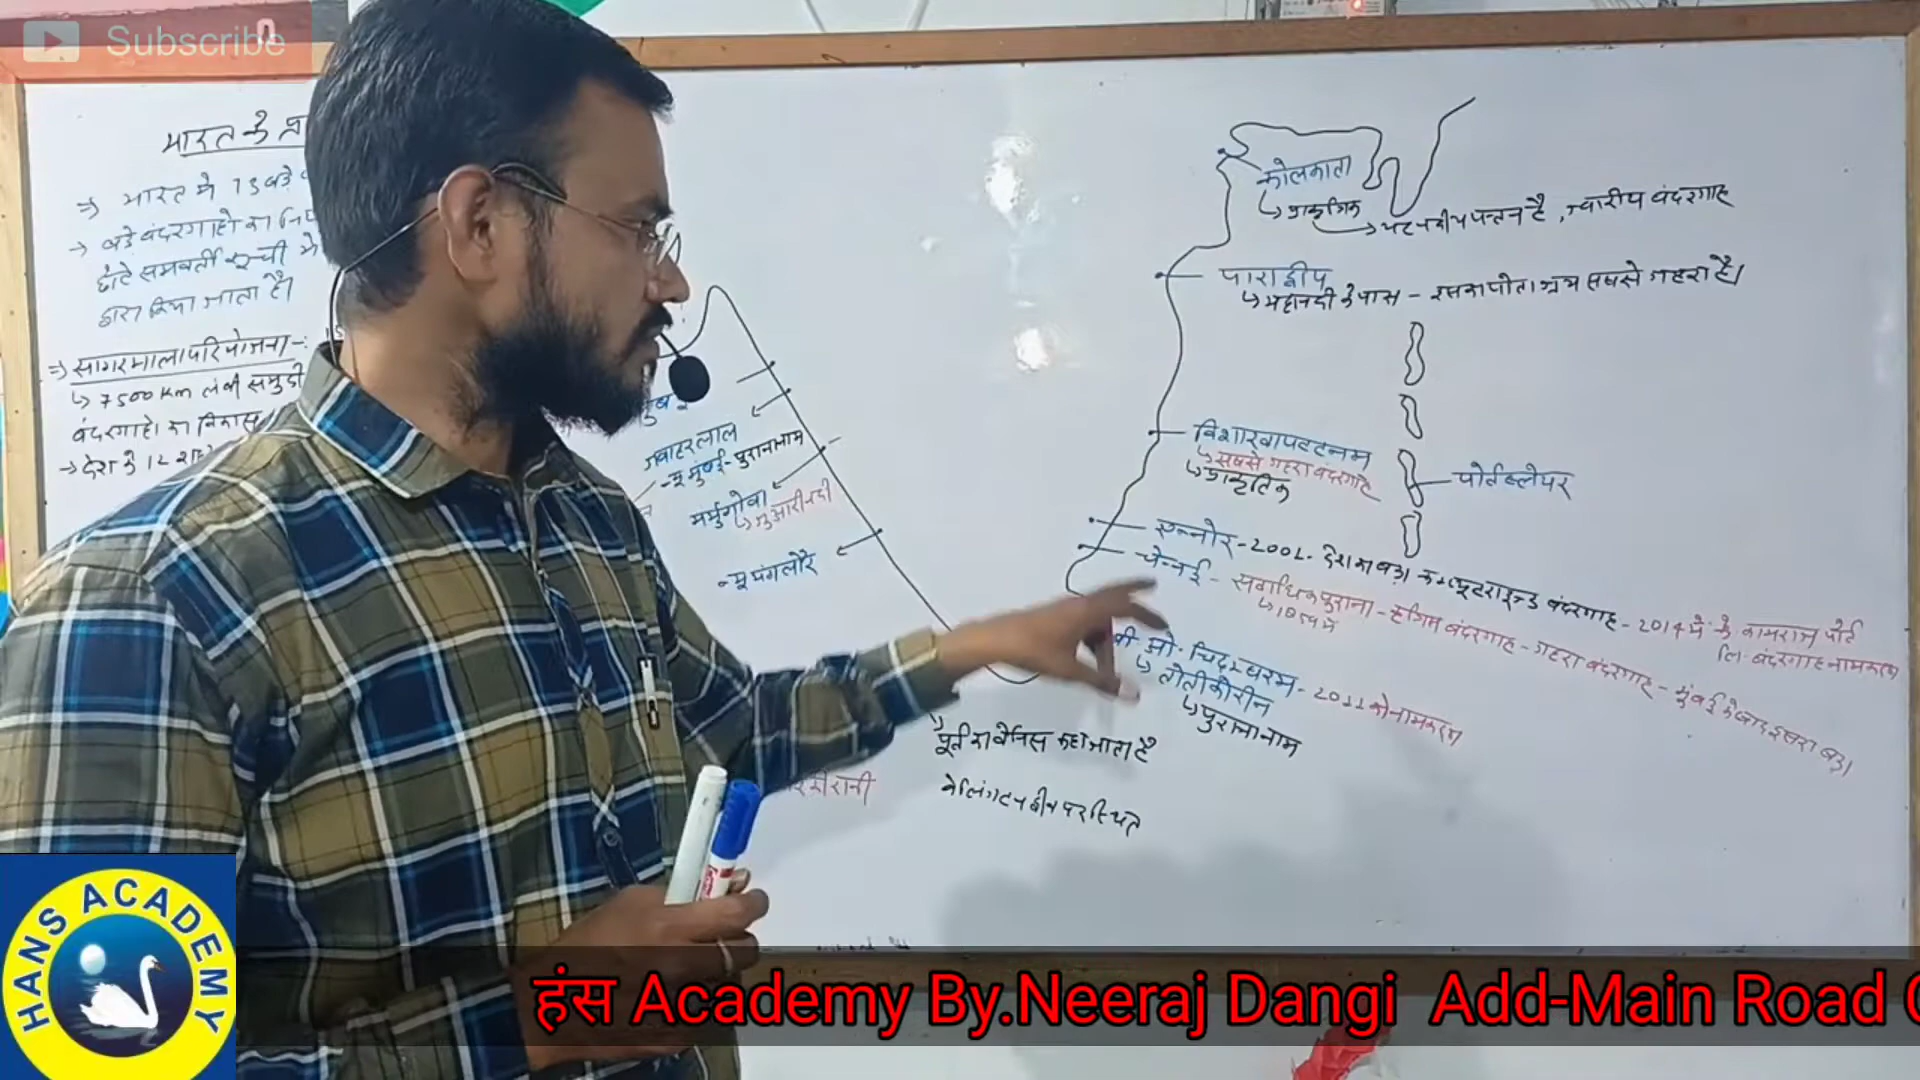 Subscribe
भारत के
⇒ भारत मे 13 बड़े
→ बड़े बंदरगाहो का
होते समवर्ती सूची मे
द्वारा किया जाता है।
⇒ सागरमाला परियोजना -:
↳ 7500 km लंबी समुद्री
बंदरगाहो का विकास
→ देश के 12
कोलकाता
↳ प्राकृतिक
↳ यह नदीय पत्तन है, ज्वारीय बंदरगाह
पाराद्वीप
↳ महानदी के पास - इसका पोताश्रय सबसे गहरा है।
जवाहरलाल
न्यू मुंबई - पुराना नाम
मर्मुगोवा
↳ जुआरी नदी
न्यू मंगलौर
विशाखापट्टनम
↳ सबसे गहरा बंदरगाह
↳ प्राकृतिक
पोर्टब्लेयर
एन्नोर - 2001 - देश का बड़ा कम्प्यूटराइज्ड बंदरगाह - 2014 मे के कामराज पोर्ट
लि. बंदरगाह नामकरण
चेन्नई - सर्वाधिक पुराना - कृत्रिम बंदरगाह - गहरा बंदरगाह - मुंबई के बाद दूसरा बड़ा
↳ 1859 में
वी. ओ. चिदम्बरम - 2011 को नामकरण
↳ तोतीकोरीन
↳ पुराना नाम
पूर्व का वेनिस कहा जाता है
वेलिंगटन द्वीप पर स्थित
की रानी
HANS ACADEMY
हंस Academy By.Neeraj Dangi Add-Main Road